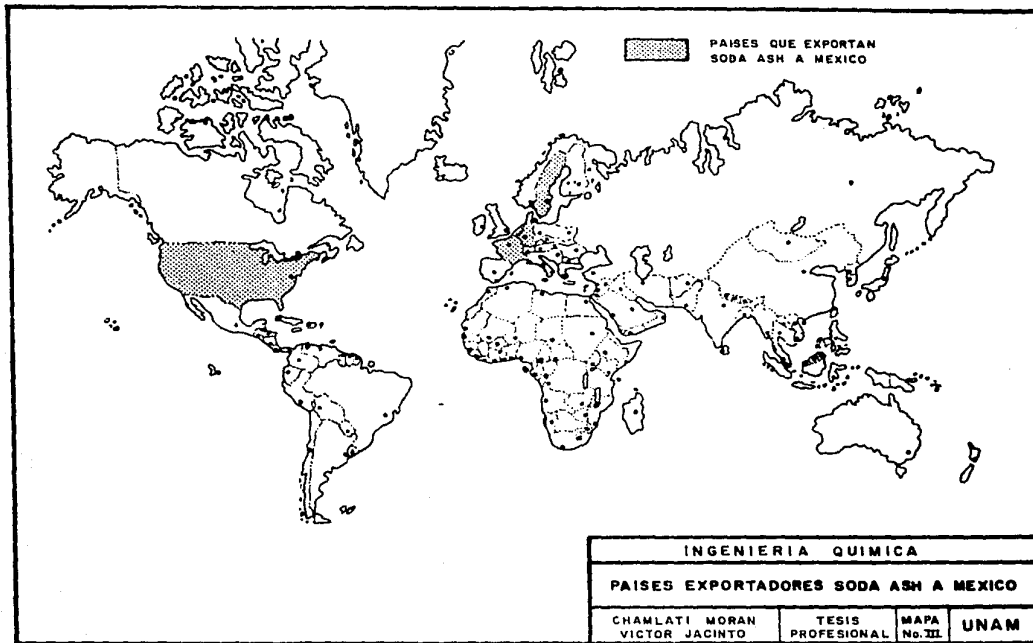 PAISES QUE EXPORTAN
SODA ASH A MEXICO
INGENIERIA QUIMICA
PAISES EXPORTADORES SODA ASH A MEXICO
CHAMLATI MORAN
VICTOR JACINTO
TESIS
PROFESIONAL
MAPA
No. III
UNAM